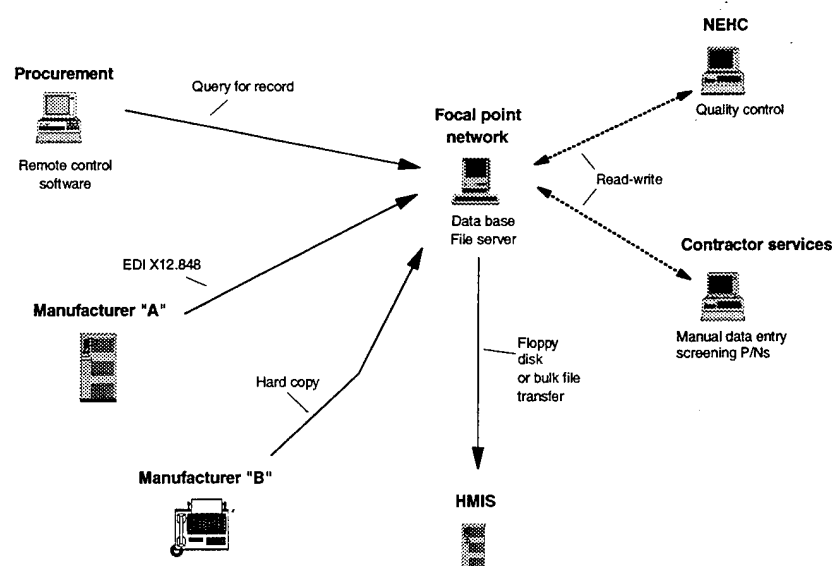 NEHC
Procurement
Query for record
Quality control
Focal point
network
Remote control
software
Read-write
Data base
File server
EDI X12.848
Contractor services
Manufacturer "A"
Manual data entry
screening P/Ns
Floppy
disk
or bulk file
transfer
Hard copy
Manufacturer "B"
HMIS